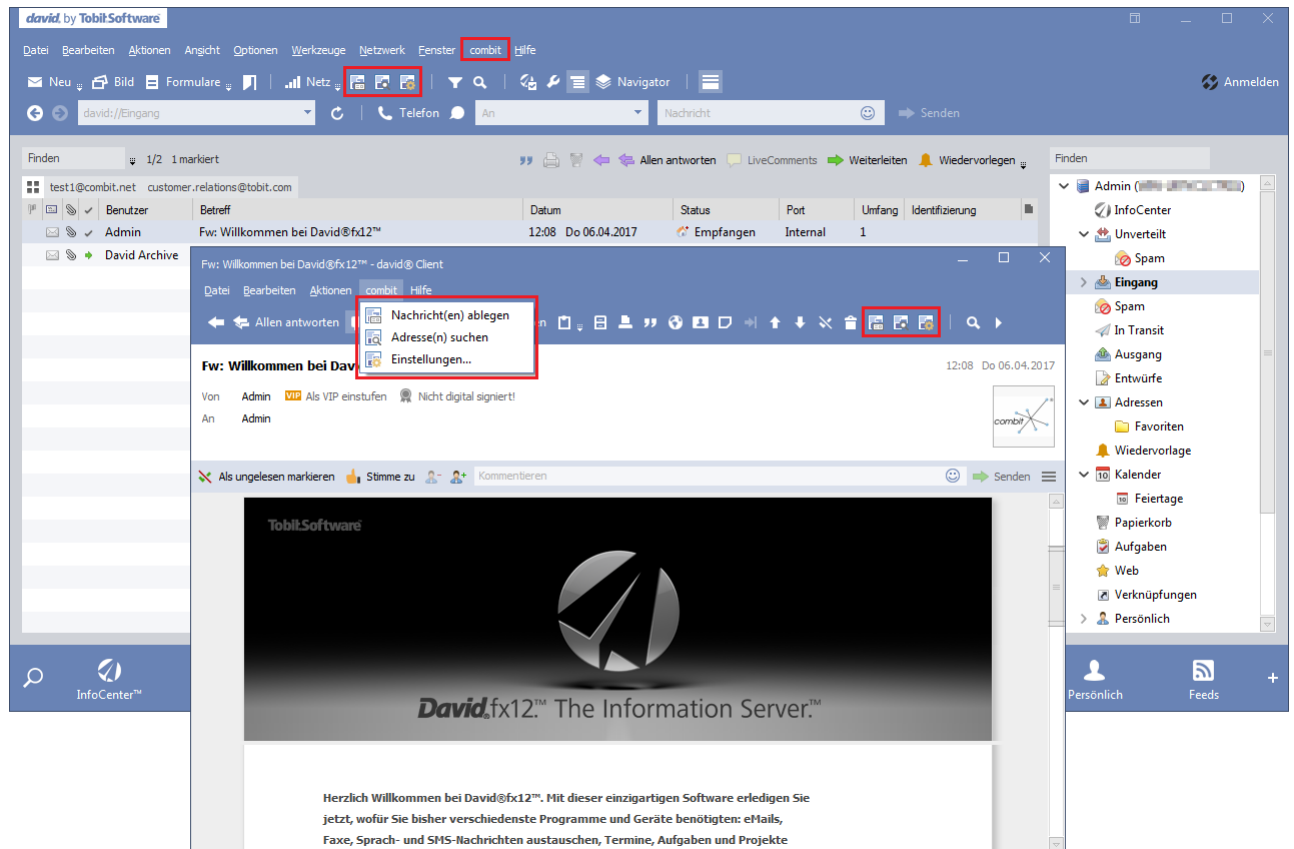 david, by Tobit.Software
Datei Bearbeiten Aktionen Ansicht Optionen Werkzeuge Netzwerk Fenster combit Hilfe
Neu Bild Formulare Netz Navigator Anmelden
david://Eingang Telefon An Nachricht Senden
Finden 1/2 1 markiert Allen antworten LiveComments Weiterleiten Wiedervorlegen Finden
test1@combit.net customer.relations@tobit.com
Benutzer Betreff Datum Status Port Umfang Identifizierung
Admin Fw: Willkommen bei David®fx12™ 12:08 Do 06.04.2017 Empfangen Internal 1
David Archive
Admin (
InfoCenter
Unverteilt
Spam
Eingang
Spam
In Transit
Ausgang
Entwürfe
Adressen
Favoriten
Wiedervorlage
10 Kalender
10 Feiertage
Papierkorb
Aufgaben
Web
Verknüpfungen
Persönlich
Fw: Willkommen bei David®fx12™ - david® Client
Datei Bearbeiten Aktionen combit Hilfe
Allen antworten
Nachricht(en) ablegen
Adresse(n) suchen
Einstellungen...
Fw: Willkommen bei Dav 12:08 Do 06.04.2017
Von Admin VIP Als VIP einstufen Nicht digital signiert!
An Admin
combit
Als ungelesen markieren Stimme zu Kommentieren Senden
Tobit.Software
David.fx12.™ The Information Server.™
Herzlich Willkommen bei David®fx12™. Mit dieser einzigartigen Software erledigen Sie
jetzt, wofür Sie bisher verschiedenste Programme und Geräte benötigten: eMails,
Faxe, Sprach- und SMS-Nachrichten austauschen, Termine, Aufgaben und Projekte
InfoCenter™ Persönlich Feeds